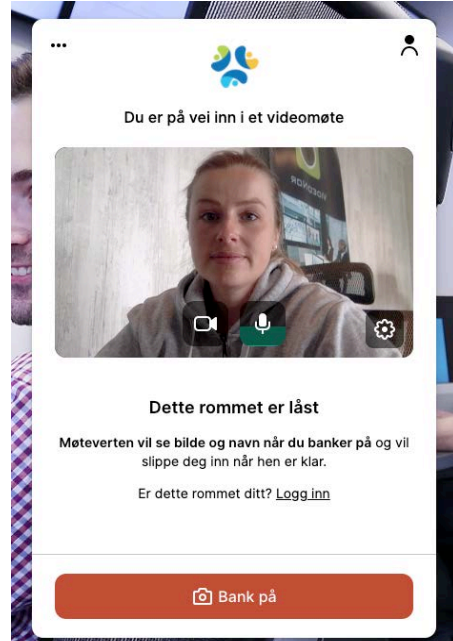 Du er på vei inn i et videomøte
VIDEONOR
Dette rommet er låst
Møteverten vil se bilde og navn når du banker på og vil
slippe deg inn når hen er klar.
Er dette rommet ditt? Logg inn
Bank på